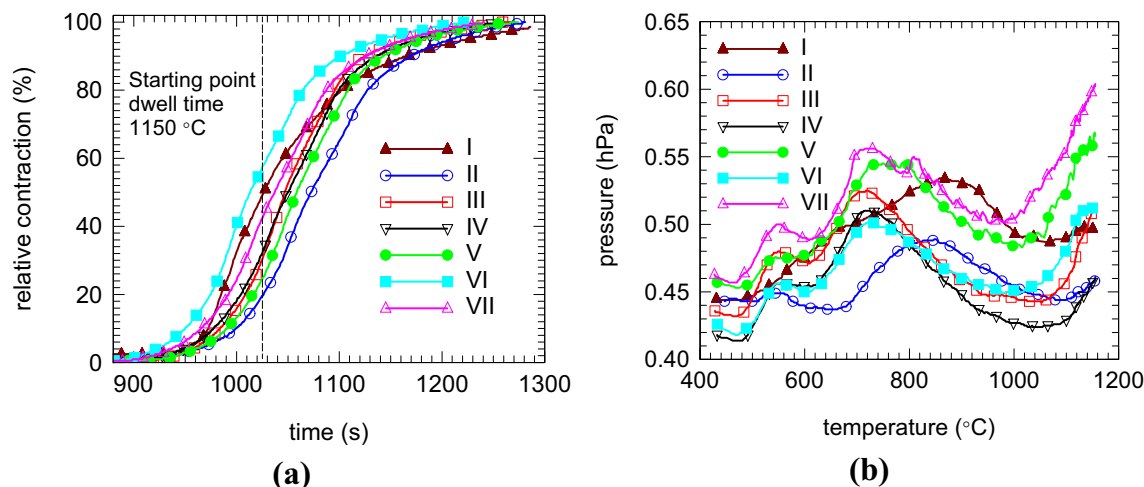 100
80
60
40
20
0
relative contraction (%)
Starting point
dwell time
1150 °C
I
II
III
IV
V
VI
VII
900
1000
1100
1200
1300
time (s)
(a)
0.65
0.60
0.55
0.50
0.45
0.40
pressure (hPa)
I
II
III
IV
V
VI
VII
400
600
800
1000
1200
temperature (°C)
(b)